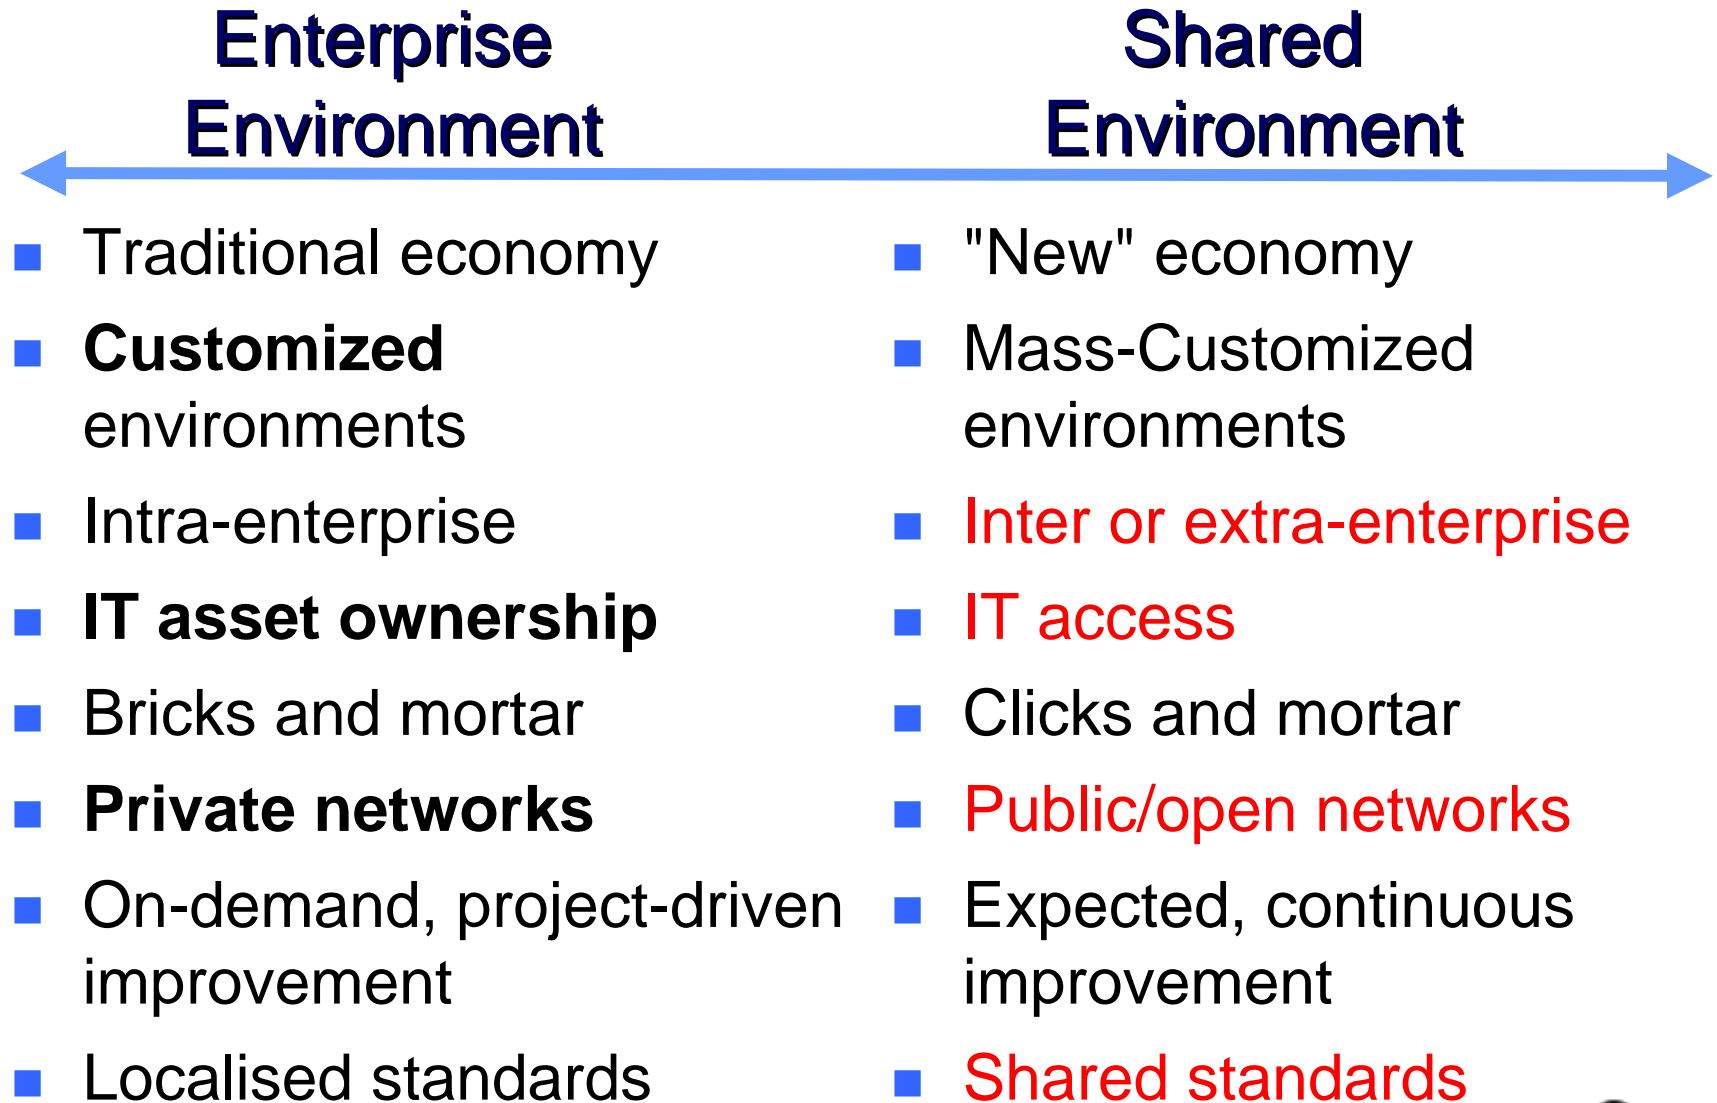 Enterprise
Environment
Shared
Environment
Traditional economy
Customized
environments
Intra-enterprise
IT asset ownership
Bricks and mortar
Private networks
On-demand, project-driven
improvement
Localised standards
"New" economy
Mass-Customized
environments
Inter or extra-enterprise
IT access
Clicks and mortar
Public/open networks
Expected, continuous
improvement
Shared standards